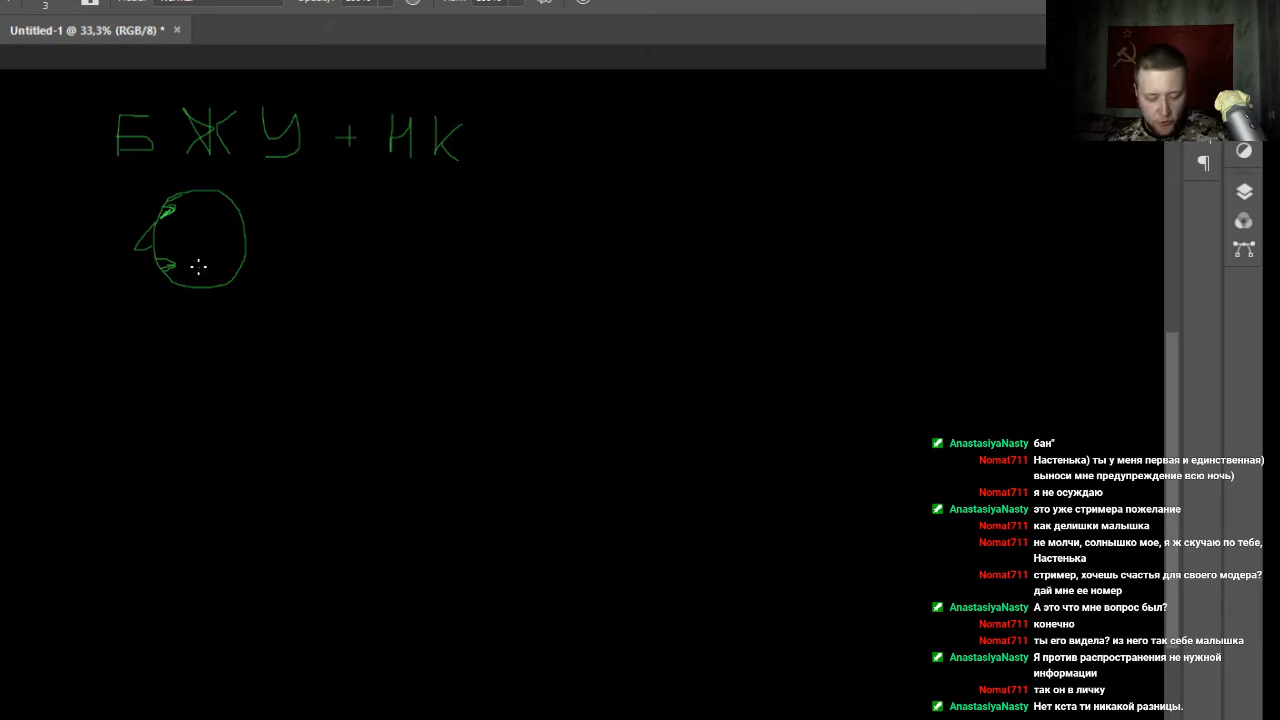 3
Untitled-1 @ 33,3% (RGB/8) * ×
Б Ж У + Н К
AnastasiyaNasty бан"
Nomat711 Настенька) ты у меня первая и единственная)
выноси мне предупреждение всю ночь)
Nomat711 я не осуждаю
AnastasiyaNasty это уже стримера пожелание
Nomat711 как делишки малышка
Nomat711 не молчи, солнышко мое, я ж скучаю по тебе,
Настенька
Nomat711 стример, хочешь счастья для своего модера?
дай мне ее номер
AnastasiyaNasty А это что мне вопрос был?
Nomat711 конечно
Nomat711 ты его видела? из него так себе малышка
AnastasiyaNasty Я против распространения не нужной
информации
Nomat711 так он в личку
AnastasiyaNasty Нет кста ти никакой разницы.